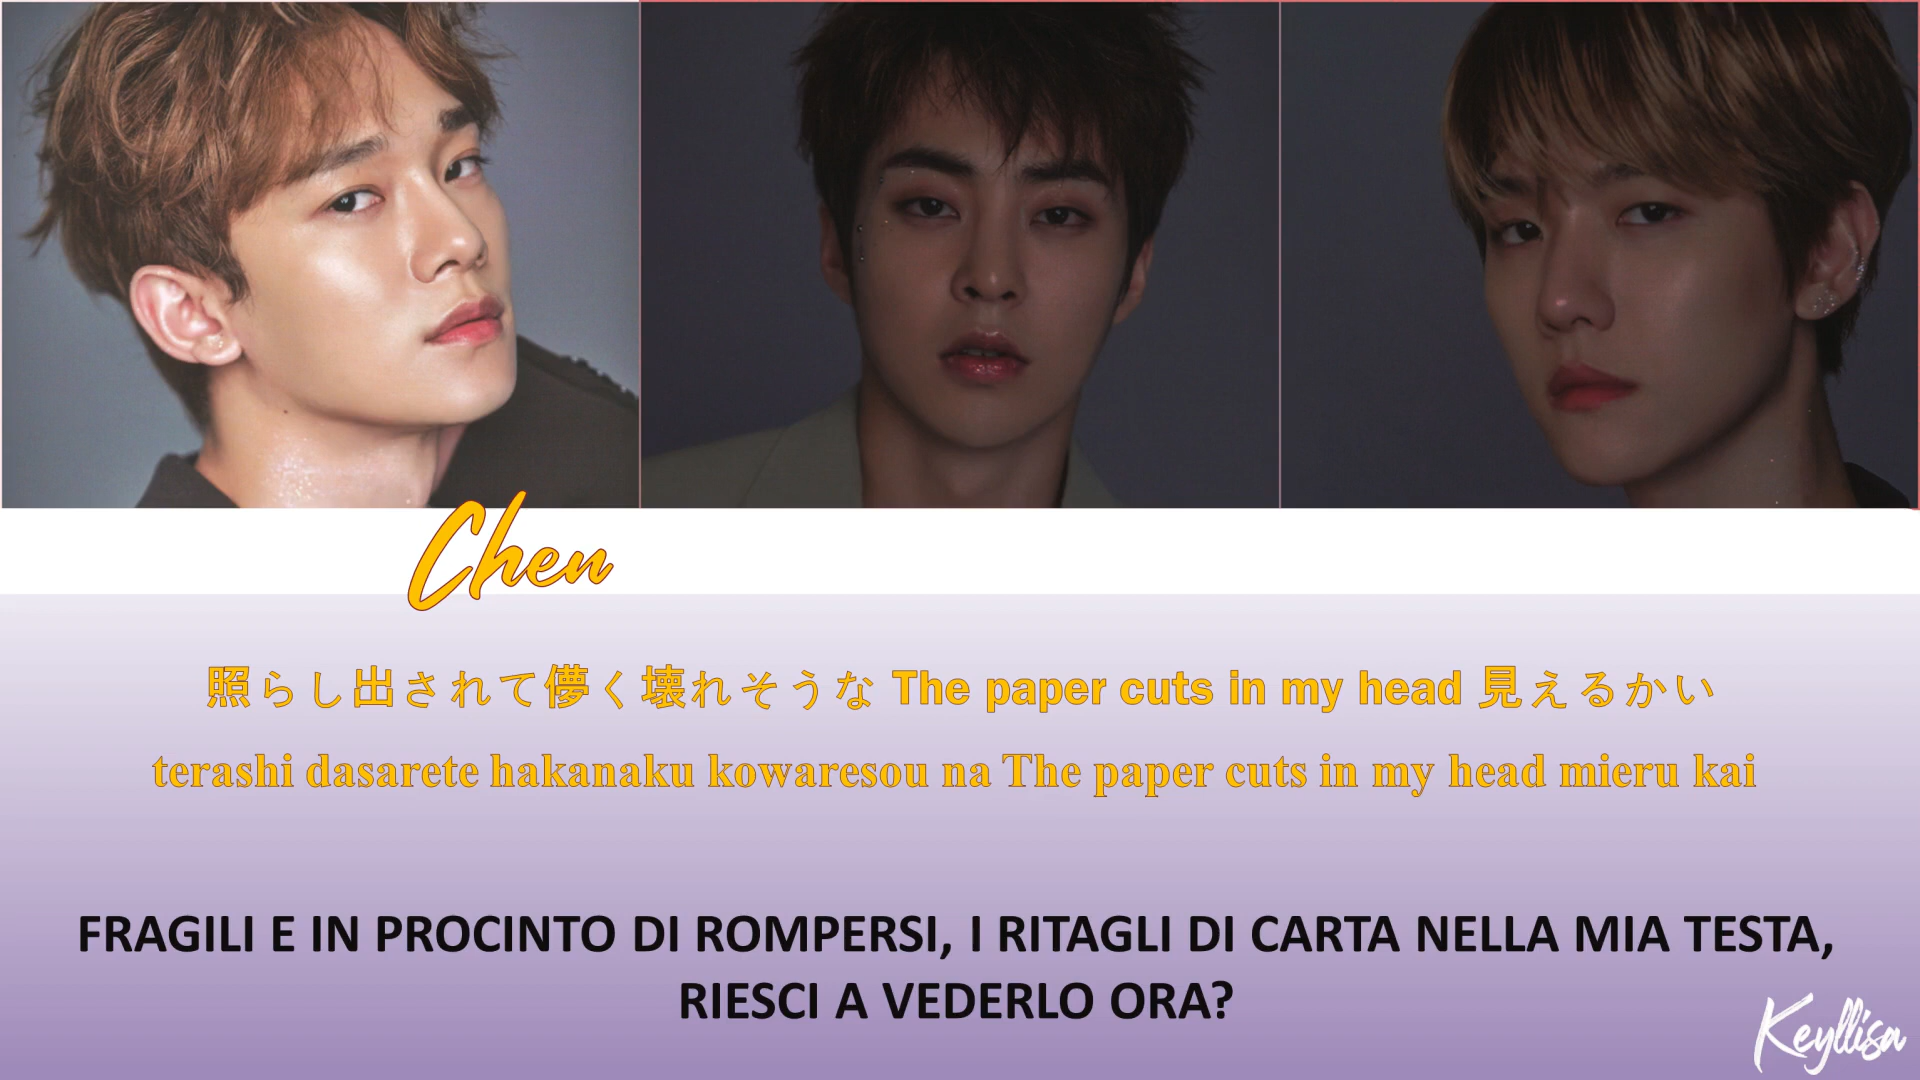 Chen
照らし出されて儚く壊れそうな The paper cuts in my head 見えるかい
terashi dasarete hakanaku kowaresou na The paper cuts in my head mieru kai
FRAGILI E IN PROCINTO DI ROMPERSI, I RITAGLI DI CARTA NELLA MIA TESTA,
RIESCI A VEDERLO ORA?
Keyllisa